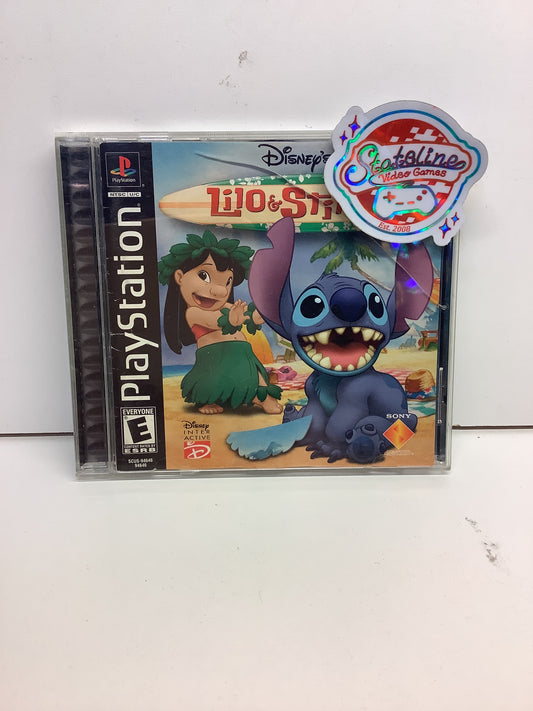 Disney's
Lilo & Sti
Stateline
Video Games
Est. 2008
PlayStation
NTSC U/C
PlayStation
EVERYONE
E
CONTENT RATED BY
ESRB
SCUS-94646
94646
Disney
INTER
ACTIVE
D
SONY